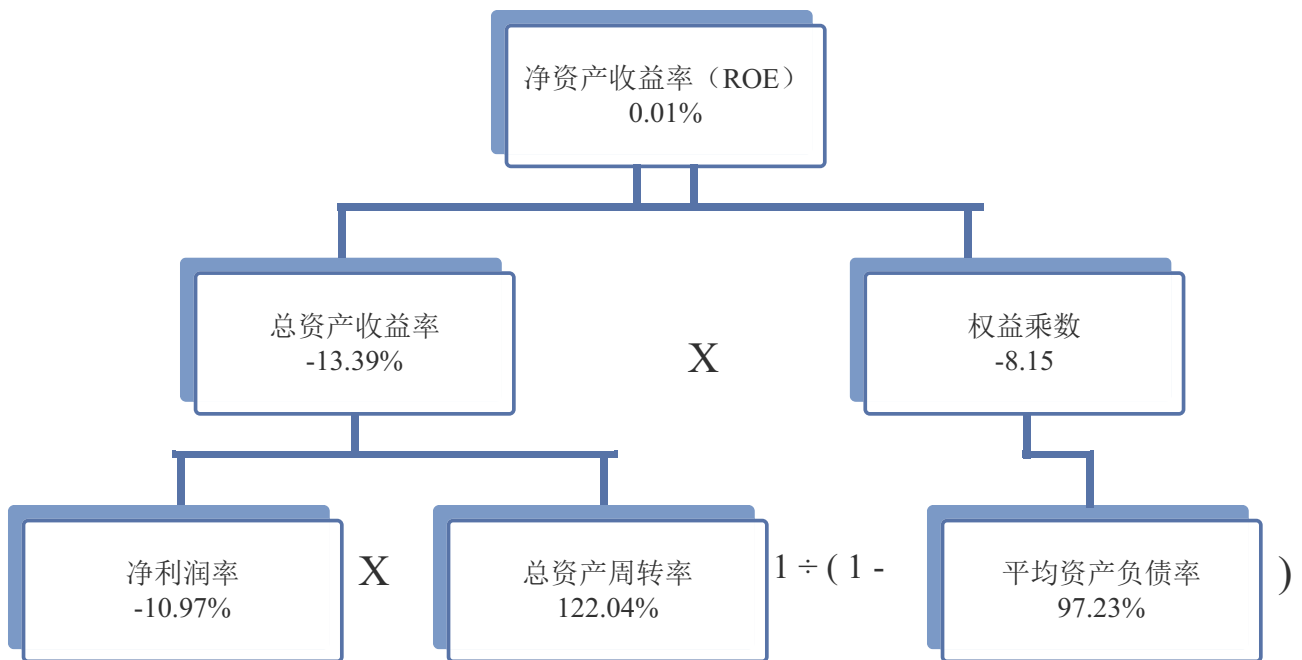 净资产收益率（ROE）
0.01%
总资产收益率
-13.39%
X
权益乘数
-8.15
净利润率
-10.97%
X
总资产周转率
122.04%
1 ÷ ( 1 -
平均资产负债率
97.23%
)